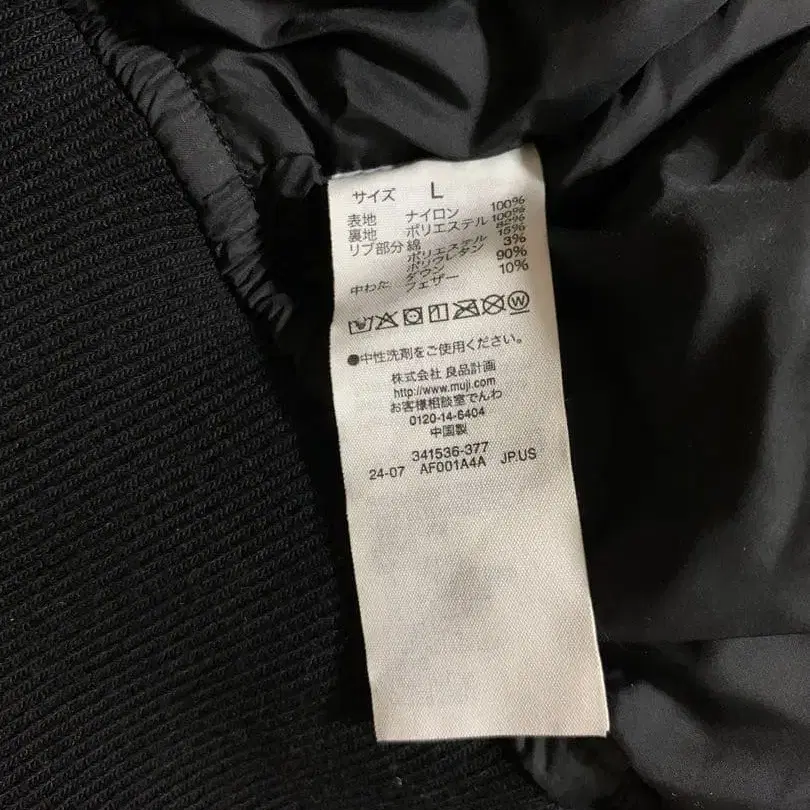 サイズ L
表地 ナイロン 100%
裏地 ポリエステル 100%
リブ部分 綿 82%
ポリエステル 15%
ポリウレタン 3%
中わた ダウン 90%
フェザー 10%
●中性洗剤をご使用ください。
株式会社 良品計画
http://www.muji.com
お客様相談室でんわ
0120-14-6404
中国製
341536-377
24-07 AF001A4A JP.US